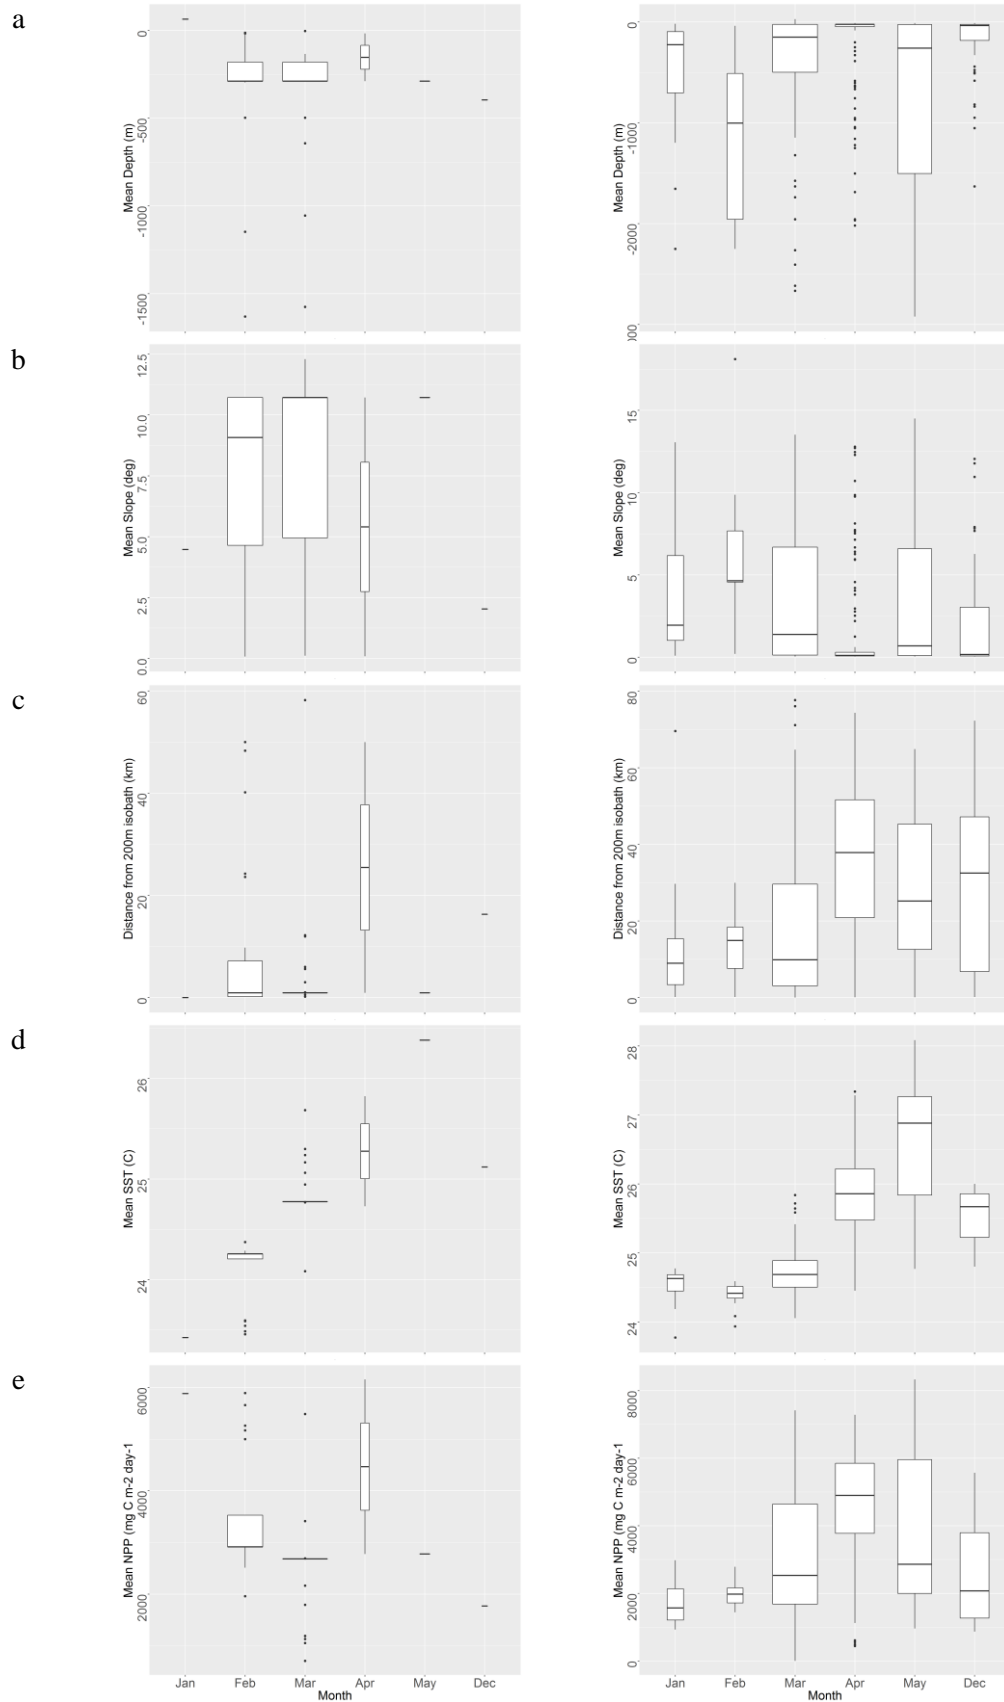 a
Mean Depth (m)
0
-500
-1000
-1500
Mean Depth (m)
0
-1000
-2000
00
b
Mean Slope (deg)
12.5
10.0
7.5
5.0
2.5
0.0
Mean Slope (deg)
15
10
5
0
c
Distance from 200m isobath (km)
60
40
20
0
Distance from 200m isobath (km)
80
60
40
20
0
d
Mean SST (C)
26
25
24
Mean SST (C)
28
27
26
25
24
e
Mean NPP (mg C m-2 day-1
6000
4000
2000
Mean NPP (mg C m-2 day-1
8000
6000
4000
2000
0
Jan Feb Mar Apr May Dec
Month
Jan Feb Mar Apr May Dec
Month